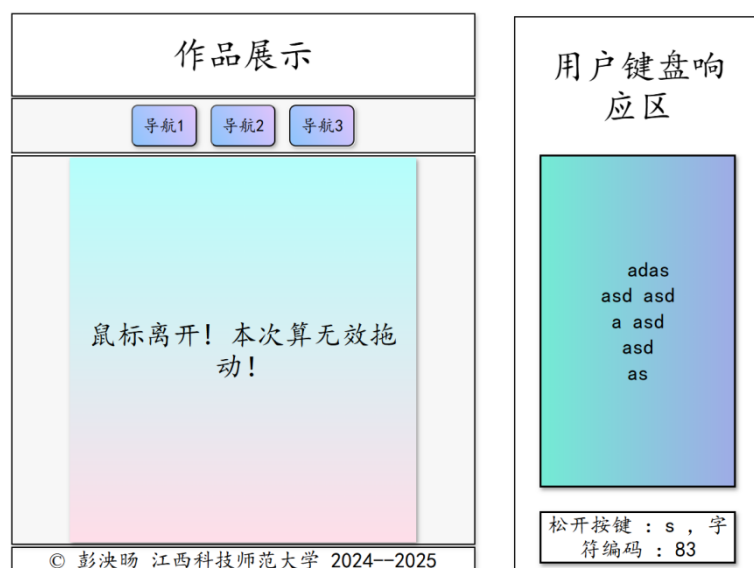 作品展示
导航1 导航2 导航3
鼠标离开! 本次算无效拖
动!
© 彭泱旸 江西科技师范大学 2024--2025
用户键盘响
应区
adas
asd asd
a asd
asd
as
松开按键 : s , 字
符编码 : 83